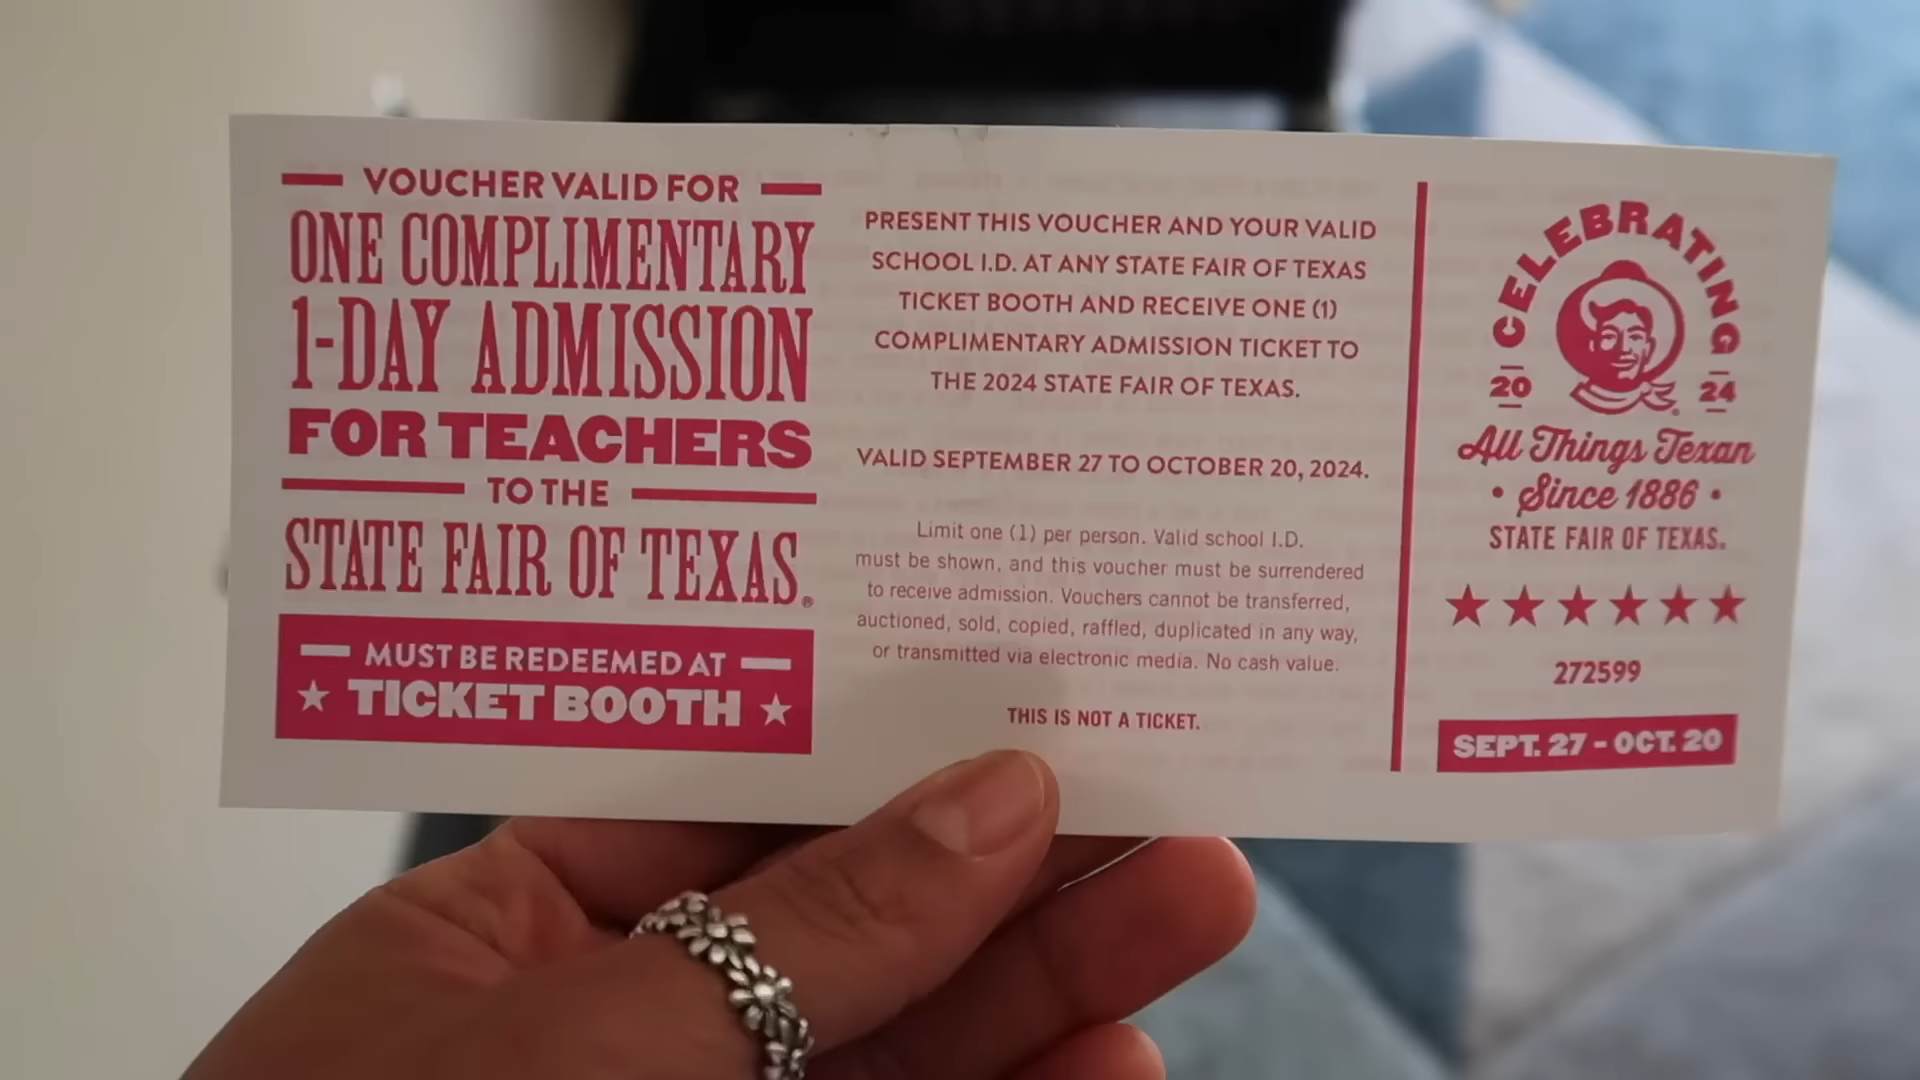 VOUCHER VALID FOR
ONE COMPLIMENTARY
1-DAY ADMISSION
FOR TEACHERS
TO THE
STATE FAIR OF TEXAS®
MUST BE REDEEMED AT
★ TICKET BOOTH ★
PRESENT THIS VOUCHER AND YOUR VALID
SCHOOL I.D. AT ANY STATE FAIR OF TEXAS
TICKET BOOTH AND RECEIVE ONE (1)
COMPLIMENTARY ADMISSION TICKET TO
THE 2024 STATE FAIR OF TEXAS.
VALID SEPTEMBER 27 TO OCTOBER 20, 2024.
Limit one (1) per person. Valid school I.D.
must be shown, and this voucher must be surrendered
to receive admission. Vouchers cannot be transferred,
auctioned, sold, copied, raffled, duplicated in any way,
or transmitted via electronic media. No cash value.
THIS IS NOT A TICKET.
CELEBRATING
20 24
All Things Texan
• Since 1886 •
STATE FAIR OF TEXAS.
★ ★ ★ ★ ★ ★
272599
SEPT. 27 - OCT. 20